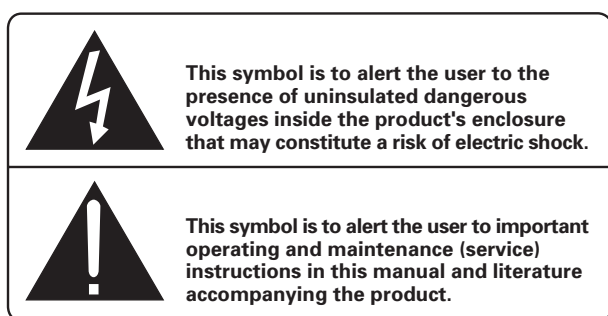 This symbol is to alert the user to the
presence of uninsulated dangerous
voltages inside the product's enclosure
that may constitute a risk of electric shock.
This symbol is to alert the user to important
operating and maintenance (service)
instructions in this manual and literature
accompanying the product.